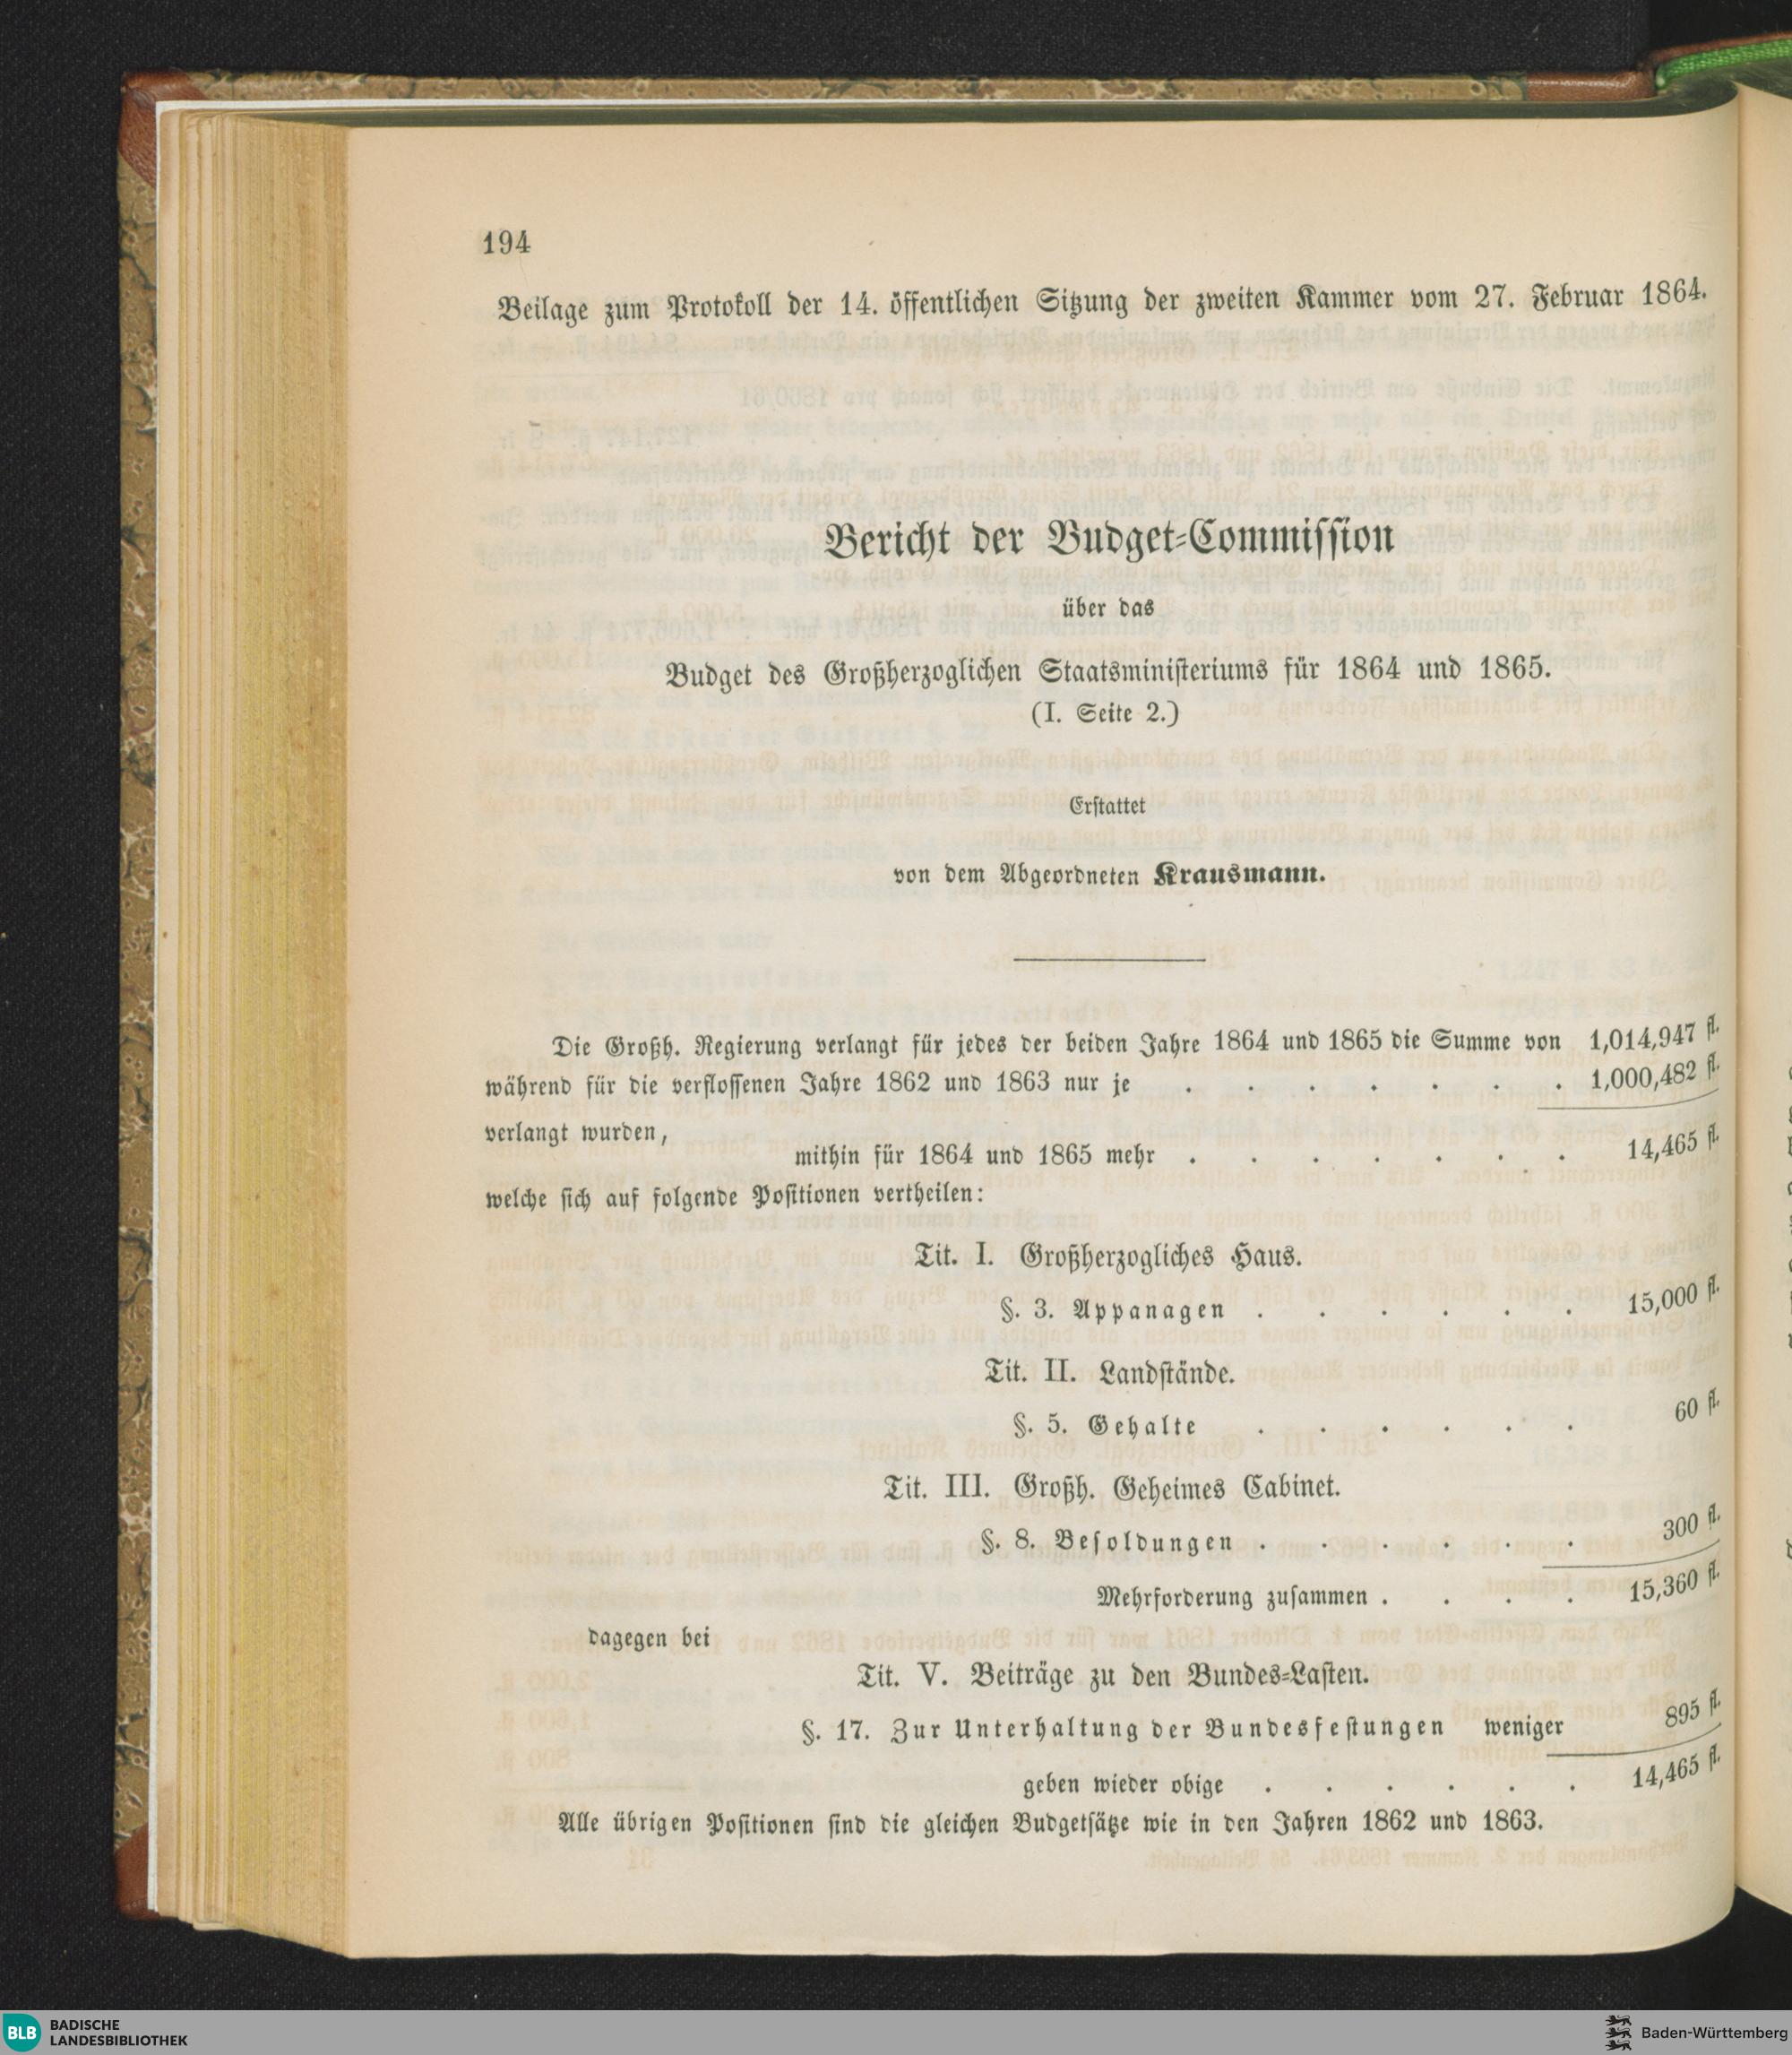 194
Beilage zum Protokoll der 14. öffentlichen Sitzung der zweiten Kammer vom 27. Februar 1864.
Bericht der Budget-Commission
über das
Budget des Großherzoglichen Staatsministeriums für 1864 und 1865.
(I. Seite 2.)
Erstattet
von dem Abgeordneten Krausmann.
Die Großh. Regierung verlangt für jedes der beiden Jahre 1864 und 1865 die Summe von 1,014,947 fl.
während für die verflossenen Jahre 1862 und 1863 nur je . . . . . . . 1,000,482 fl.
verlangt wurden,
mithin für 1864 und 1865 mehr . . . . . . . 14,465 fl.
welche sich auf folgende Positionen vertheilen:
Tit. I. Großherzogliches Haus.
§. 3. Appanagen . . . . . . 15,000 fl.
Tit. II. Landstände.
§. 5. Gehalte . . . . . . 60 fl.
Tit. III. Großh. Geheimes Cabinet.
§. 8. Besoldungen . . . . . . 300 fl.
Mehrforderung zusammen . . . . 15,360 fl.
dagegen bei
Tit. V. Beiträge zu den Bundes-Lasten.
§. 17. Zur Unterhaltung der Bundesfestungen weniger 895 fl.
geben wieder obige . . . . . . 14,465 fl.
Alle übrigen Positionen sind die gleichen Budgetsätze wie in den Jahren 1862 und 1863.
BLB BADISCHE
LANDESBIBLIOTHEK
Baden-Württemberg